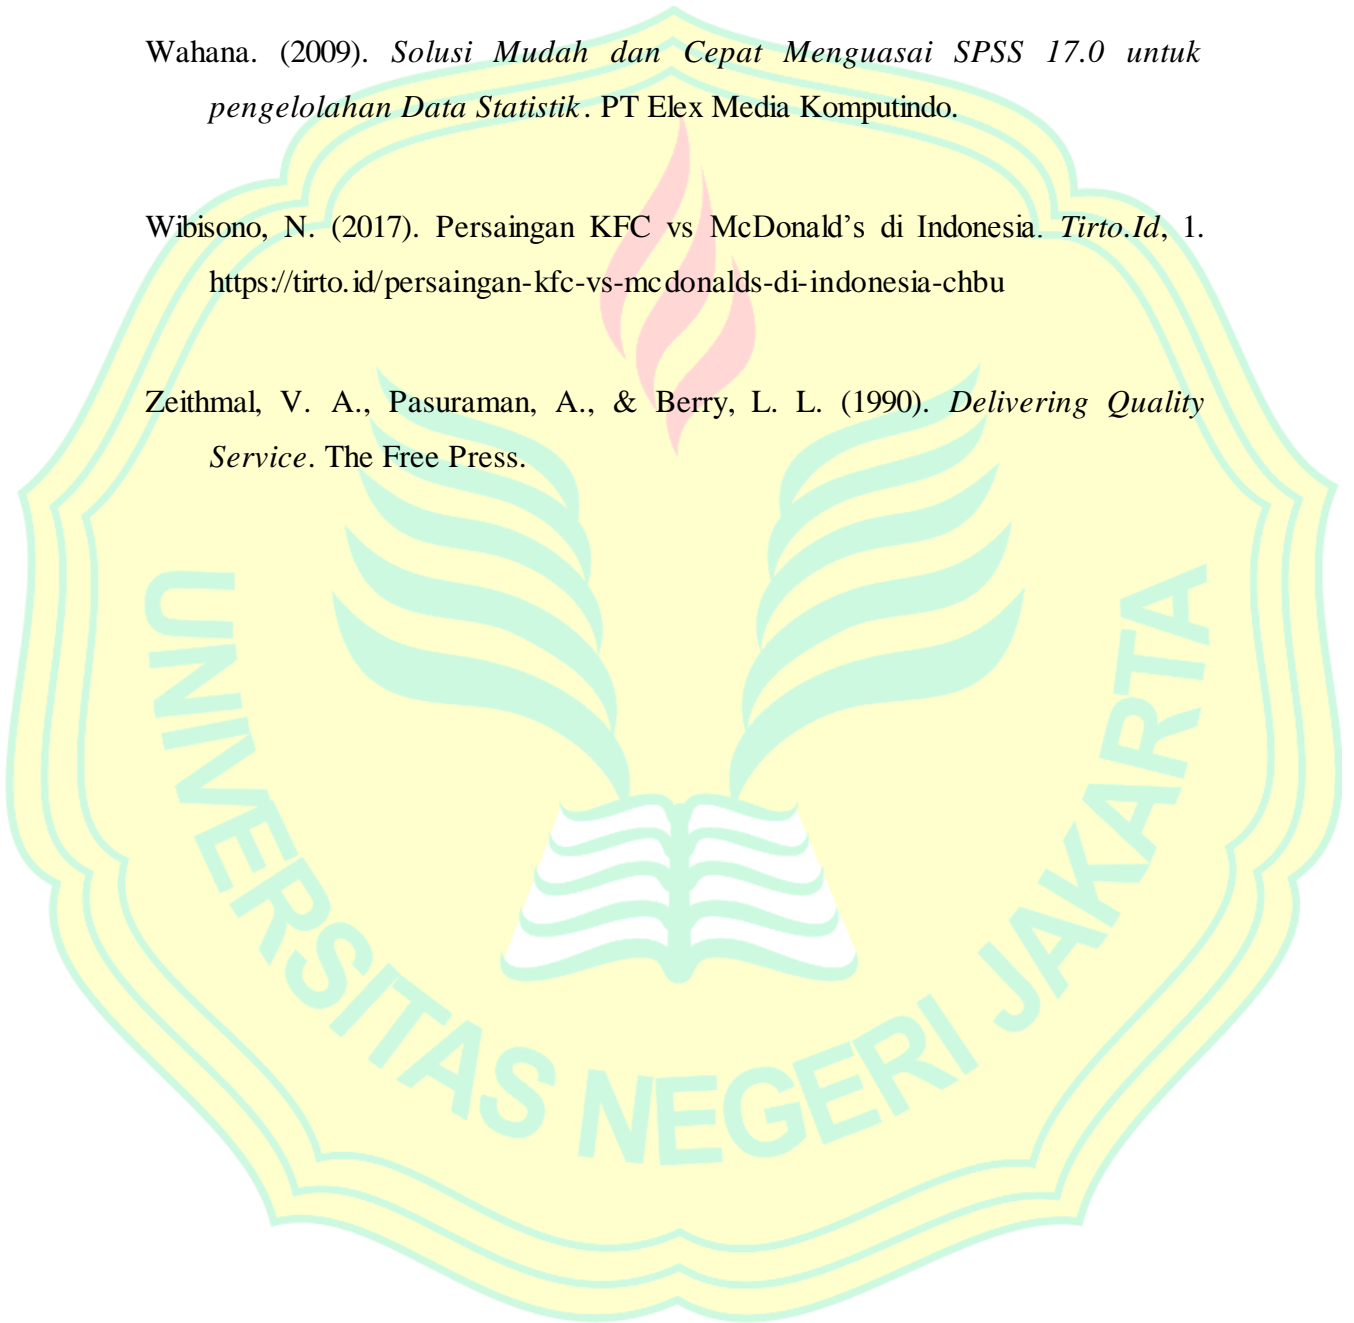 Wahana. (2009). Solusi Mudah dan Cepat Menguasai SPSS 17.0 untuk
pengelolahan Data Statistik. PT Elex Media Komputindo.
Wibisono, N. (2017). Persaingan KFC vs McDonald’s di Indonesia. Tirto.Id, 1.
https://tirto.id/persaingan-kfc-vs-mcdonalds-di-indonesia-chbu
Zeithmal, V. A., Pasuraman, A., & Berry, L. L. (1990). Delivering Quality
Service. The Free Press.
UNIVERSITAS NEGERI JAKARTA